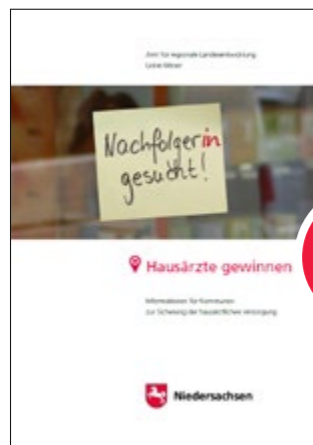 Amt für regionale Landesentwicklung
Leine-Weser
Nachfolgerin
gesucht!
Hausärzte gewinnen
Informationen für Kommunen
zur Sicherung der hausärztlichen Versorgung
Niedersachsen